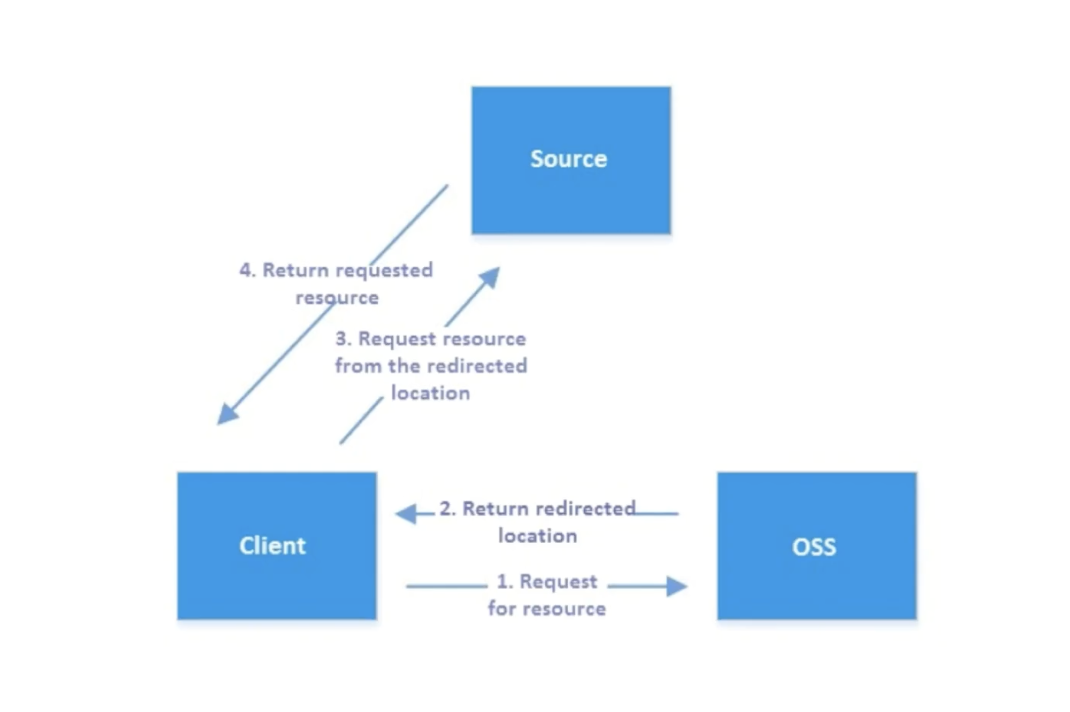 Source
4. Return requested
resource
3. Request resource
from the redirected
location
Client
2. Return redirected
location
1. Request
for resource
OSS